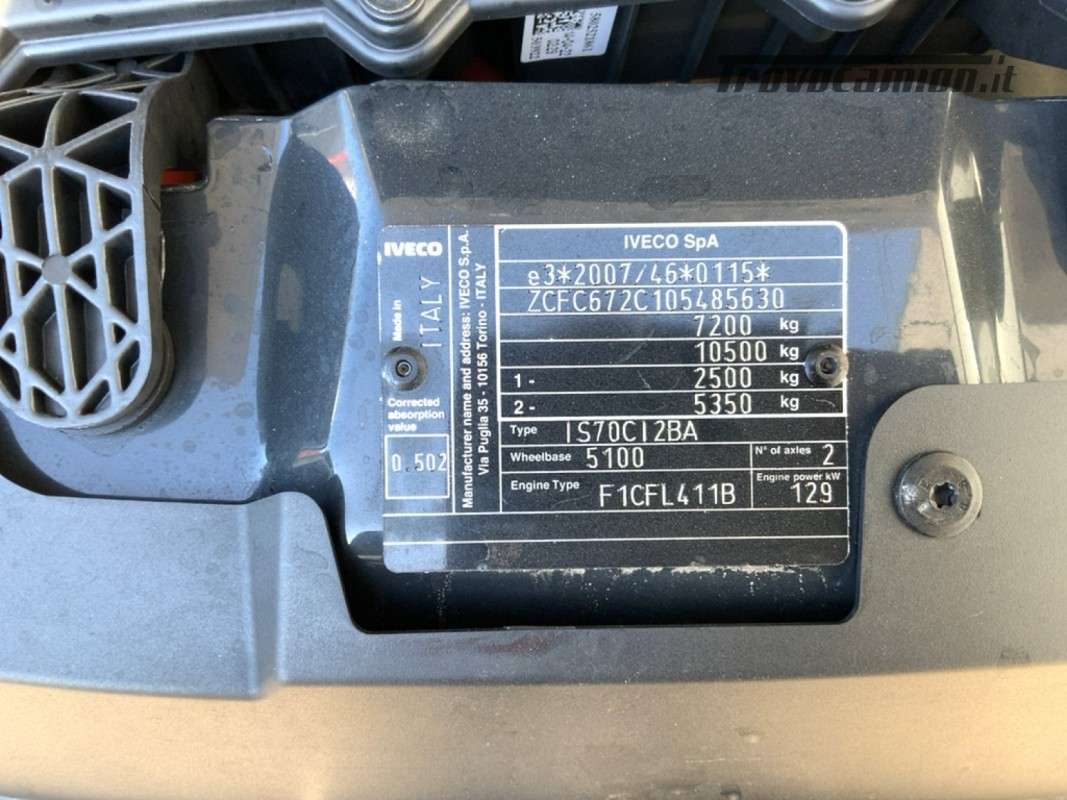 Trovocamion.it
IVECO
Made in
ITALY
Corrected
absorption
value
0.502
Manufacturer name and address: IVECO S.p.A.
Via Puglia 35 - 10156 Torino - ITALY
IVECO SpA
e3*2007/46*0115*
ZCFC672C105485630
7200 kg
10500 kg
1- 2500 kg
2- 5350 kg
Type IS70CI2BA
Wheelbase 5100 N° of axles 2
Engine Type F1CFL411B Engine power kW 129